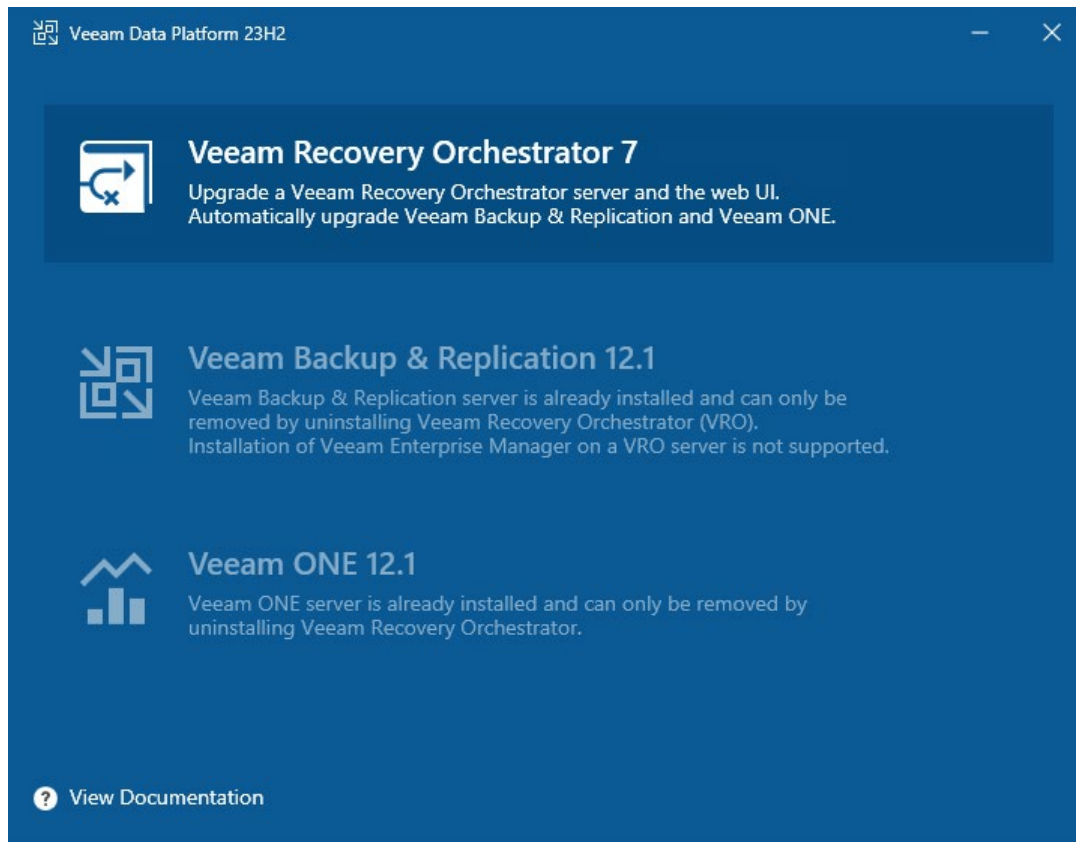 Veeam Data Platform 23H2
Veeam Recovery Orchestrator 7
Upgrade a Veeam Recovery Orchestrator server and the web UI.
Automatically upgrade Veeam Backup & Replication and Veeam ONE.
Veeam Backup & Replication 12.1
Veeam Backup & Replication server is already installed and can only be
removed by uninstalling Veeam Recovery Orchestrator (VRO).
Installation of Veeam Enterprise Manager on a VRO server is not supported.
Veeam ONE 12.1
Veeam ONE server is already installed and can only be removed by
uninstalling Veeam Recovery Orchestrator.
? View Documentation